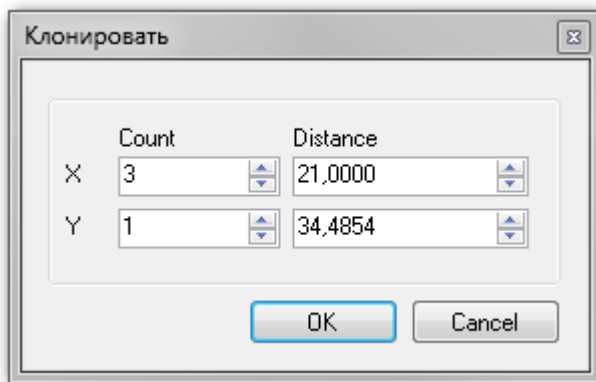 Клонировать
Count Distance
X 3 21,0000
Y 1 34,4854
OK Cancel